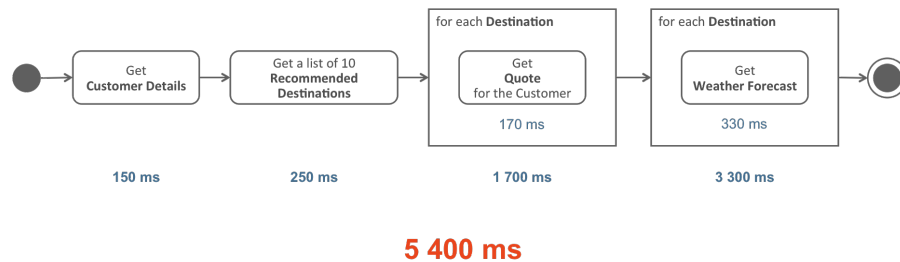 for each Destination
for each Destination
Get
Customer Details
Get a list of 10
Recommended
Destinations
Get
Quote
for the Customer
Get
Weather Forecast
170 ms
330 ms
150 ms
250 ms
1 700 ms
3 300 ms
5 400 ms